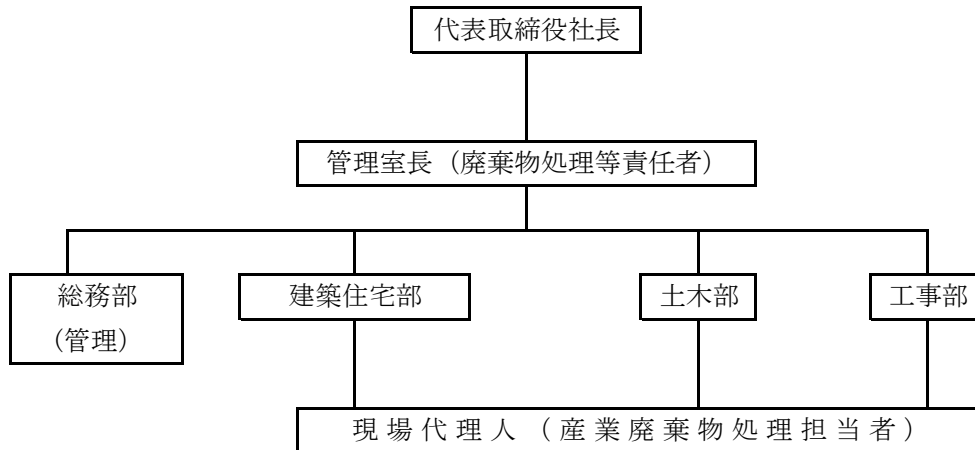 代表取締役社長
管理室長（廃棄物処理等責任者）
総務部
（管理）
建築住宅部
土木部
工事部
現場代理人（産業廃棄物処理担当者）